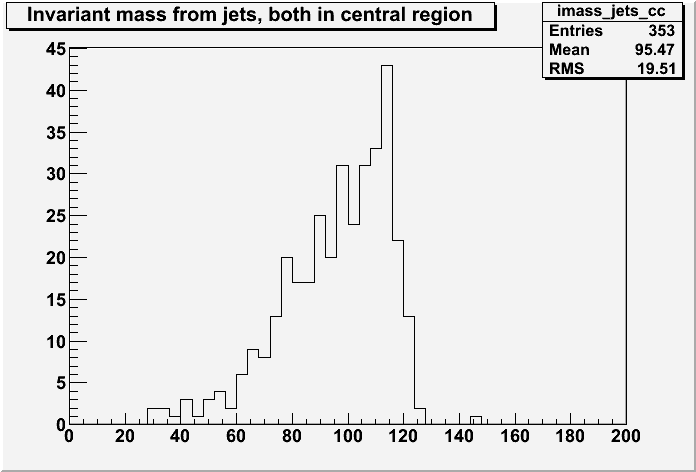 Invariant mass from jets, both in central region
imass_jets_cc
Entries 353
Mean 95.47
RMS 19.51
45
40
35
30
25
20
15
10
5
0
0 20 40 60 80 100 120 140 160 180 200